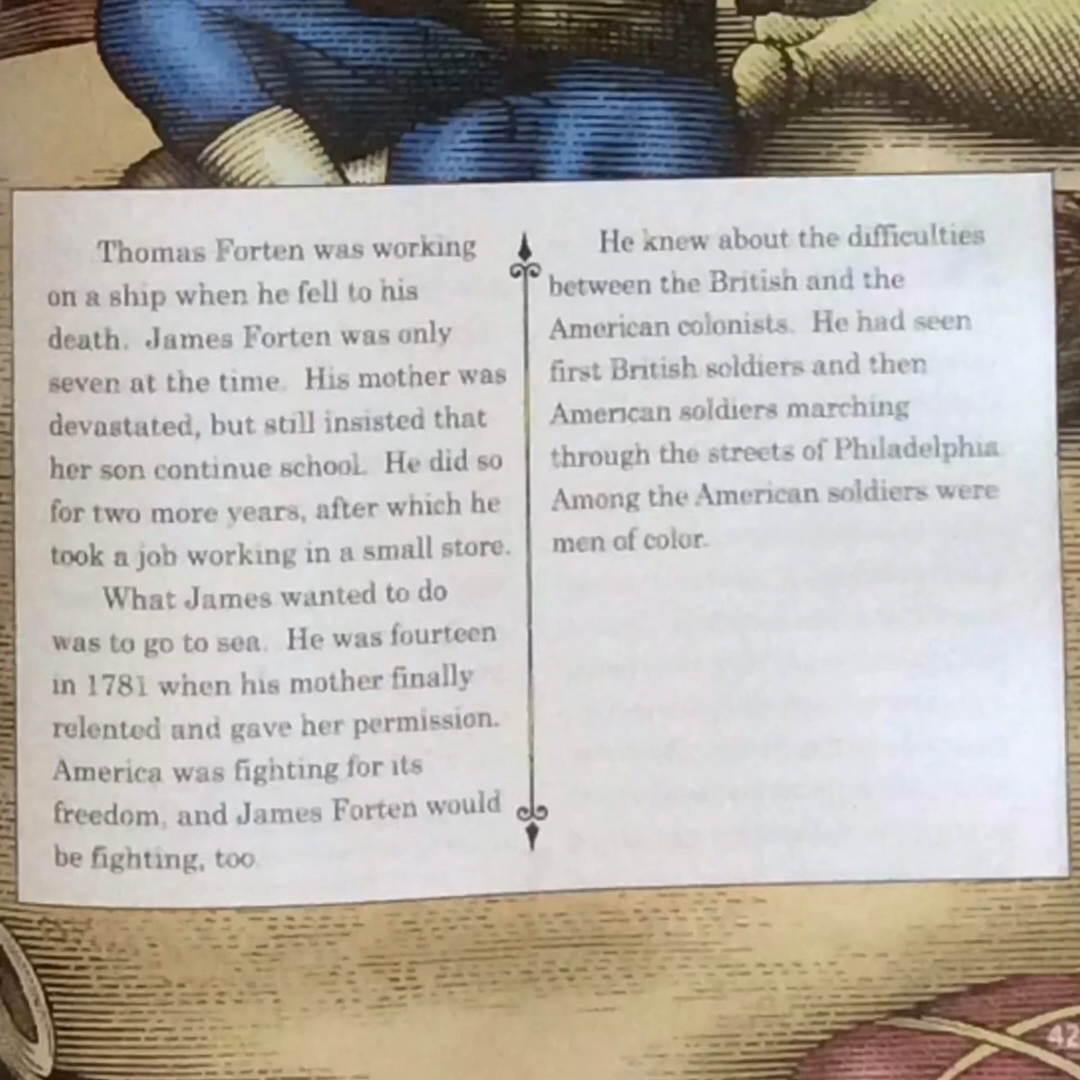 Thomas Forten was working
on a ship when he fell to his
death. James Forten was only
seven at the time. His mother was
devastated, but still insisted that
her son continue school. He did so
for two more years, after which he
took a job working in a small store.
What James wanted to do
was to go to sea. He was fourteen
in 1781 when his mother finally
relented and gave her permission.
America was fighting for its
freedom, and James Forten would
be fighting, too.
He knew about the difficulties
between the British and the
American colonists. He had seen
first British soldiers and then
American soldiers marching
through the streets of Philadelphia.
Among the American soldiers were
men of color.